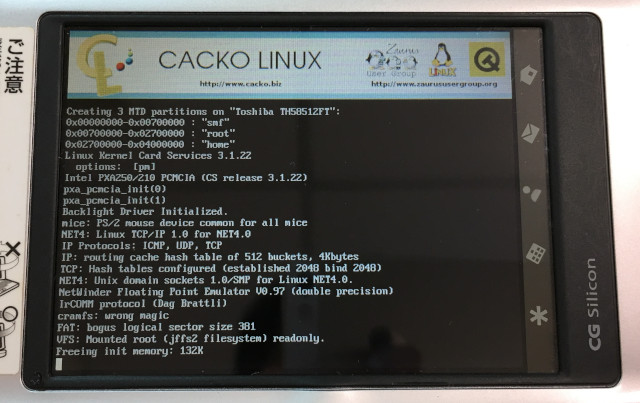 ご注意
CACKO LINUX
http://www.cacko.biz
Zaurus
User Group
LINUX
http://www.zaurususergroup.org
Creating 3 MTD partitions on "Toshiba TH58512FT":
0x00000000-0x00700000 : "smf"
0x00700000-0x02700000 : "root"
0x02700000-0x04000000 : "home"
Linux Kernel Card Services 3.1.22
options: [pm]
Intel PXA250/210 PCMCIA (CS release 3.1.22)
pxa_pcmcia_init(0)
pxa_pcmcia_init(1)
Backlight Driver Initialized.
mice: PS/2 mouse device common for all mice
NET4: Linux TCP/IP 1.0 for NET4.0
IP Protocols: ICMP, UDP, TCP
IP: routing cache hash table of 512 buckets, 4Kbytes
TCP: Hash tables configured (established 2048 bind 2048)
NET4: Unix domain sockets 1.0/SMP for Linux NET4.0.
NetWinder Floating Point Emulator V0.97 (double precision)
IrCOMM protocol (Dag Brattli)
cramfs: wrong magic
FAT: bogus logical sector size 381
VFS: Mounted root (jffs2 filesystem) readonly.
Freeing init memory: 132K
CG Silicon